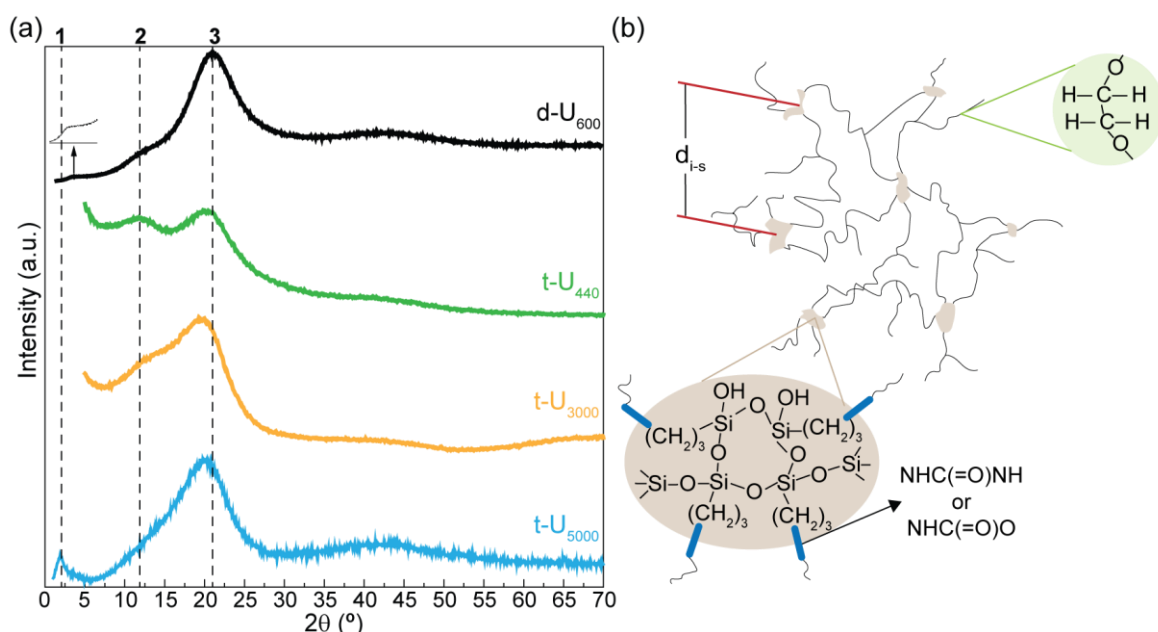 (a)
1 2 3
d-U600
t-U440
t-U3000
t-U5000
Intensity (a.u.)
0 5 10 15 20 25 30 35 40 45 50 55 60 65 70
2θ (º)
(b)
di-s
O
H–C–H
H–C–H
O
OH
OH
O
Si
Si
(CH2)3
(CH2)3
O
O
Si–O–Si–O–Si–O–Si
(CH2)3
(CH2)3
NHC(=O)NH
or
NHC(=O)O